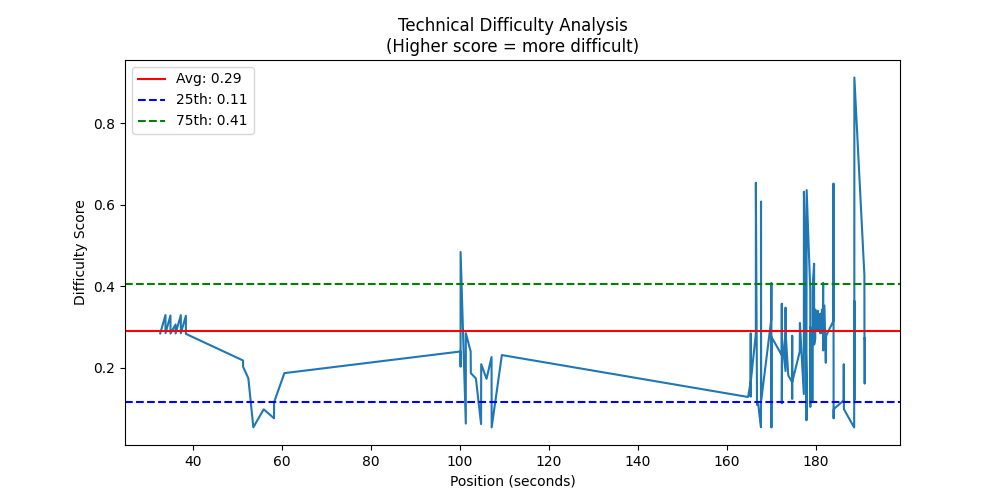 Technical Difficulty Analysis
(Higher score = more difficult)
Avg: 0.29
25th: 0.11
75th: 0.41
Difficulty Score
0.8
0.6
0.4
0.2
40 60 80 100 120 140 160 180
Position (seconds)